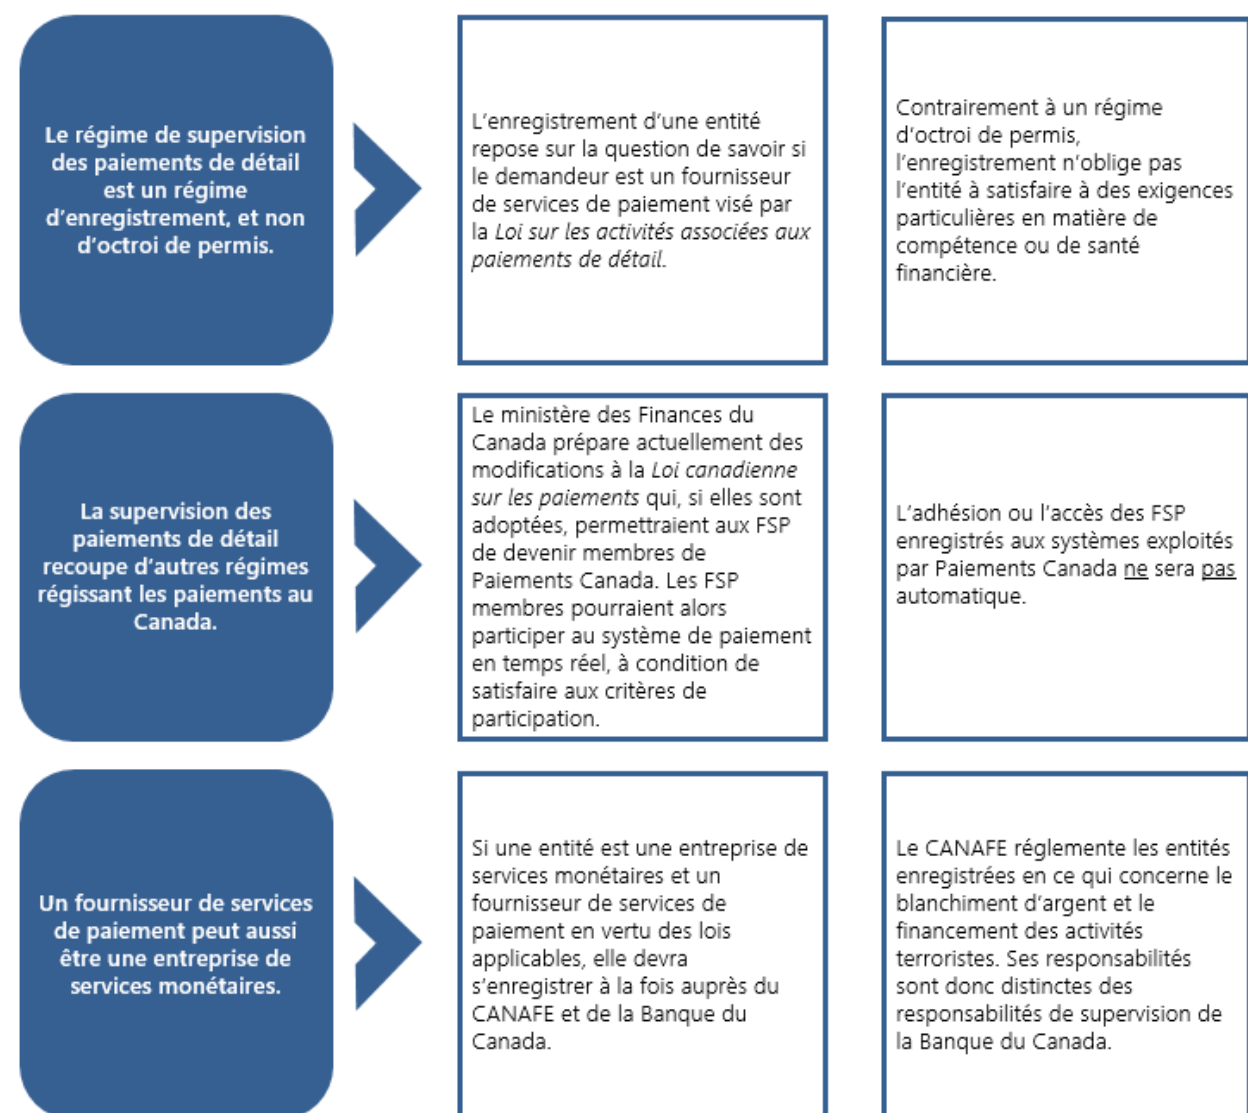 Le régime de supervision
des paiements de détail
est un régime
d'enregistrement, et non
d'octroi de permis.
L'enregistrement d'une entité
repose sur la question de savoir si
le demandeur est un fournisseur
de services de paiement visé par
la Loi sur les activités associées aux
paiements de détail.
Contrairement à un régime
d'octroi de permis,
l'enregistrement n'oblige pas
l'entité à satisfaire à des exigences
particulières en matière de
compétence ou de santé
financière.
La supervision des
paiements de détail
recoupe d'autres régimes
régissant les paiements au
Canada.
Le ministère des Finances du
Canada prépare actuellement des
modifications à la Loi canadienne
sur les paiements qui, si elles sont
adoptées, permettraient aux FSP
de devenir membres de
Paiements Canada. Les FSP
membres pourraient alors
participer au système de paiement
en temps réel, à condition de
satisfaire aux critères de
participation.
L'adhésion ou l'accès des FSP
enregistrés aux systèmes exploités
par Paiements Canada ne sera pas
automatique.
Un fournisseur de services
de paiement peut aussi
être une entreprise de
services monétaires.
Si une entité est une entreprise de
services monétaires et un
fournisseur de services de
paiement en vertu des lois
applicables, elle devra
s'enregistrer à la fois auprès du
CANAFE et de la Banque du
Canada.
Le CANAFE réglemente les entités
enregistrées en ce qui concerne le
blanchiment d'argent et le
financement des activités
terroristes. Ses responsabilités
sont donc distinctes des
responsabilités de supervision de
la Banque du Canada.